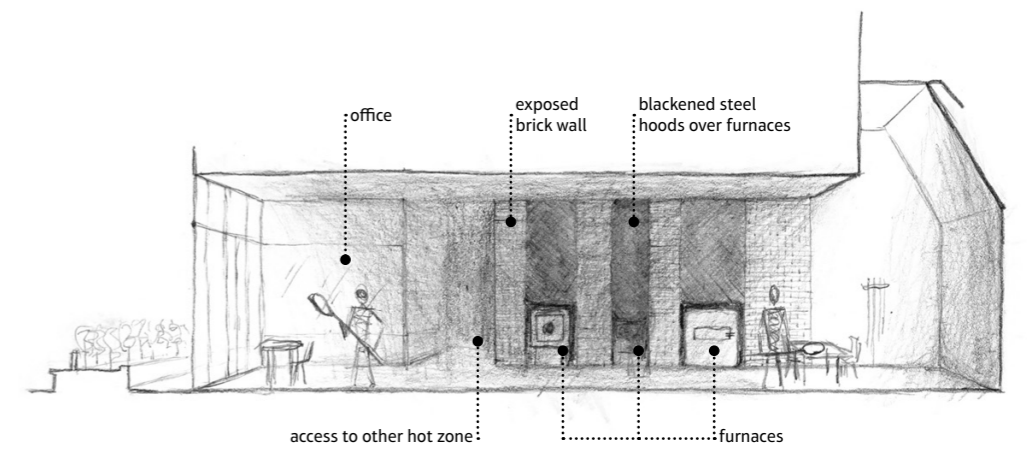 office
exposed
brick wall
blackened steel
hoods over furnaces
access to other hot zone
furnaces